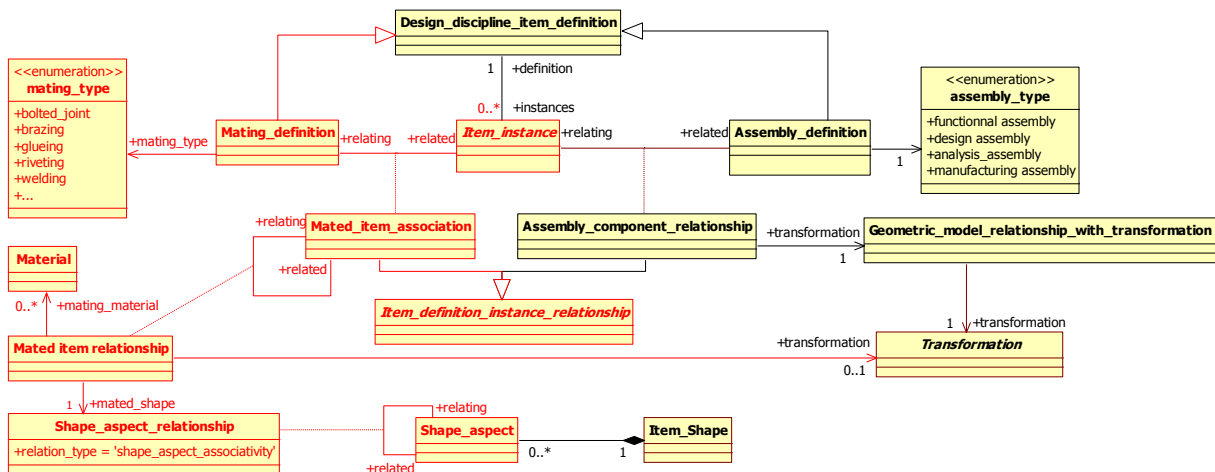 Design_discipline_item_definition
1
+definition
<<enumeration>>
mating_type
+bolted_joint
+brazing
+glueing
+riveting
+welding
+...
<<enumeration>>
assembly_type
+functionnal assembly
+design assembly
+analysis_assembly
+manufacturing assembly
0..*
+instances
+mating_type
Mating_definition
+relating
+related
Item_instance
+relating
+related
Assembly_definition
1
+relating
Mated_item_association
+related
Assembly_component_relationship
+transformation
1
Geometric_model_relationship_with_transformation
Material
0..*
+mating_material
Item_definition_instance_relationship
1
+transformation
Mated item relationship
+transformation
0..1
Transformation
1
+mated_shape
Shape_aspect_relationship
+relation_type = 'shape_aspect_associativity'
+relating
+related
Shape_aspect
0..*
1
Item_Shape